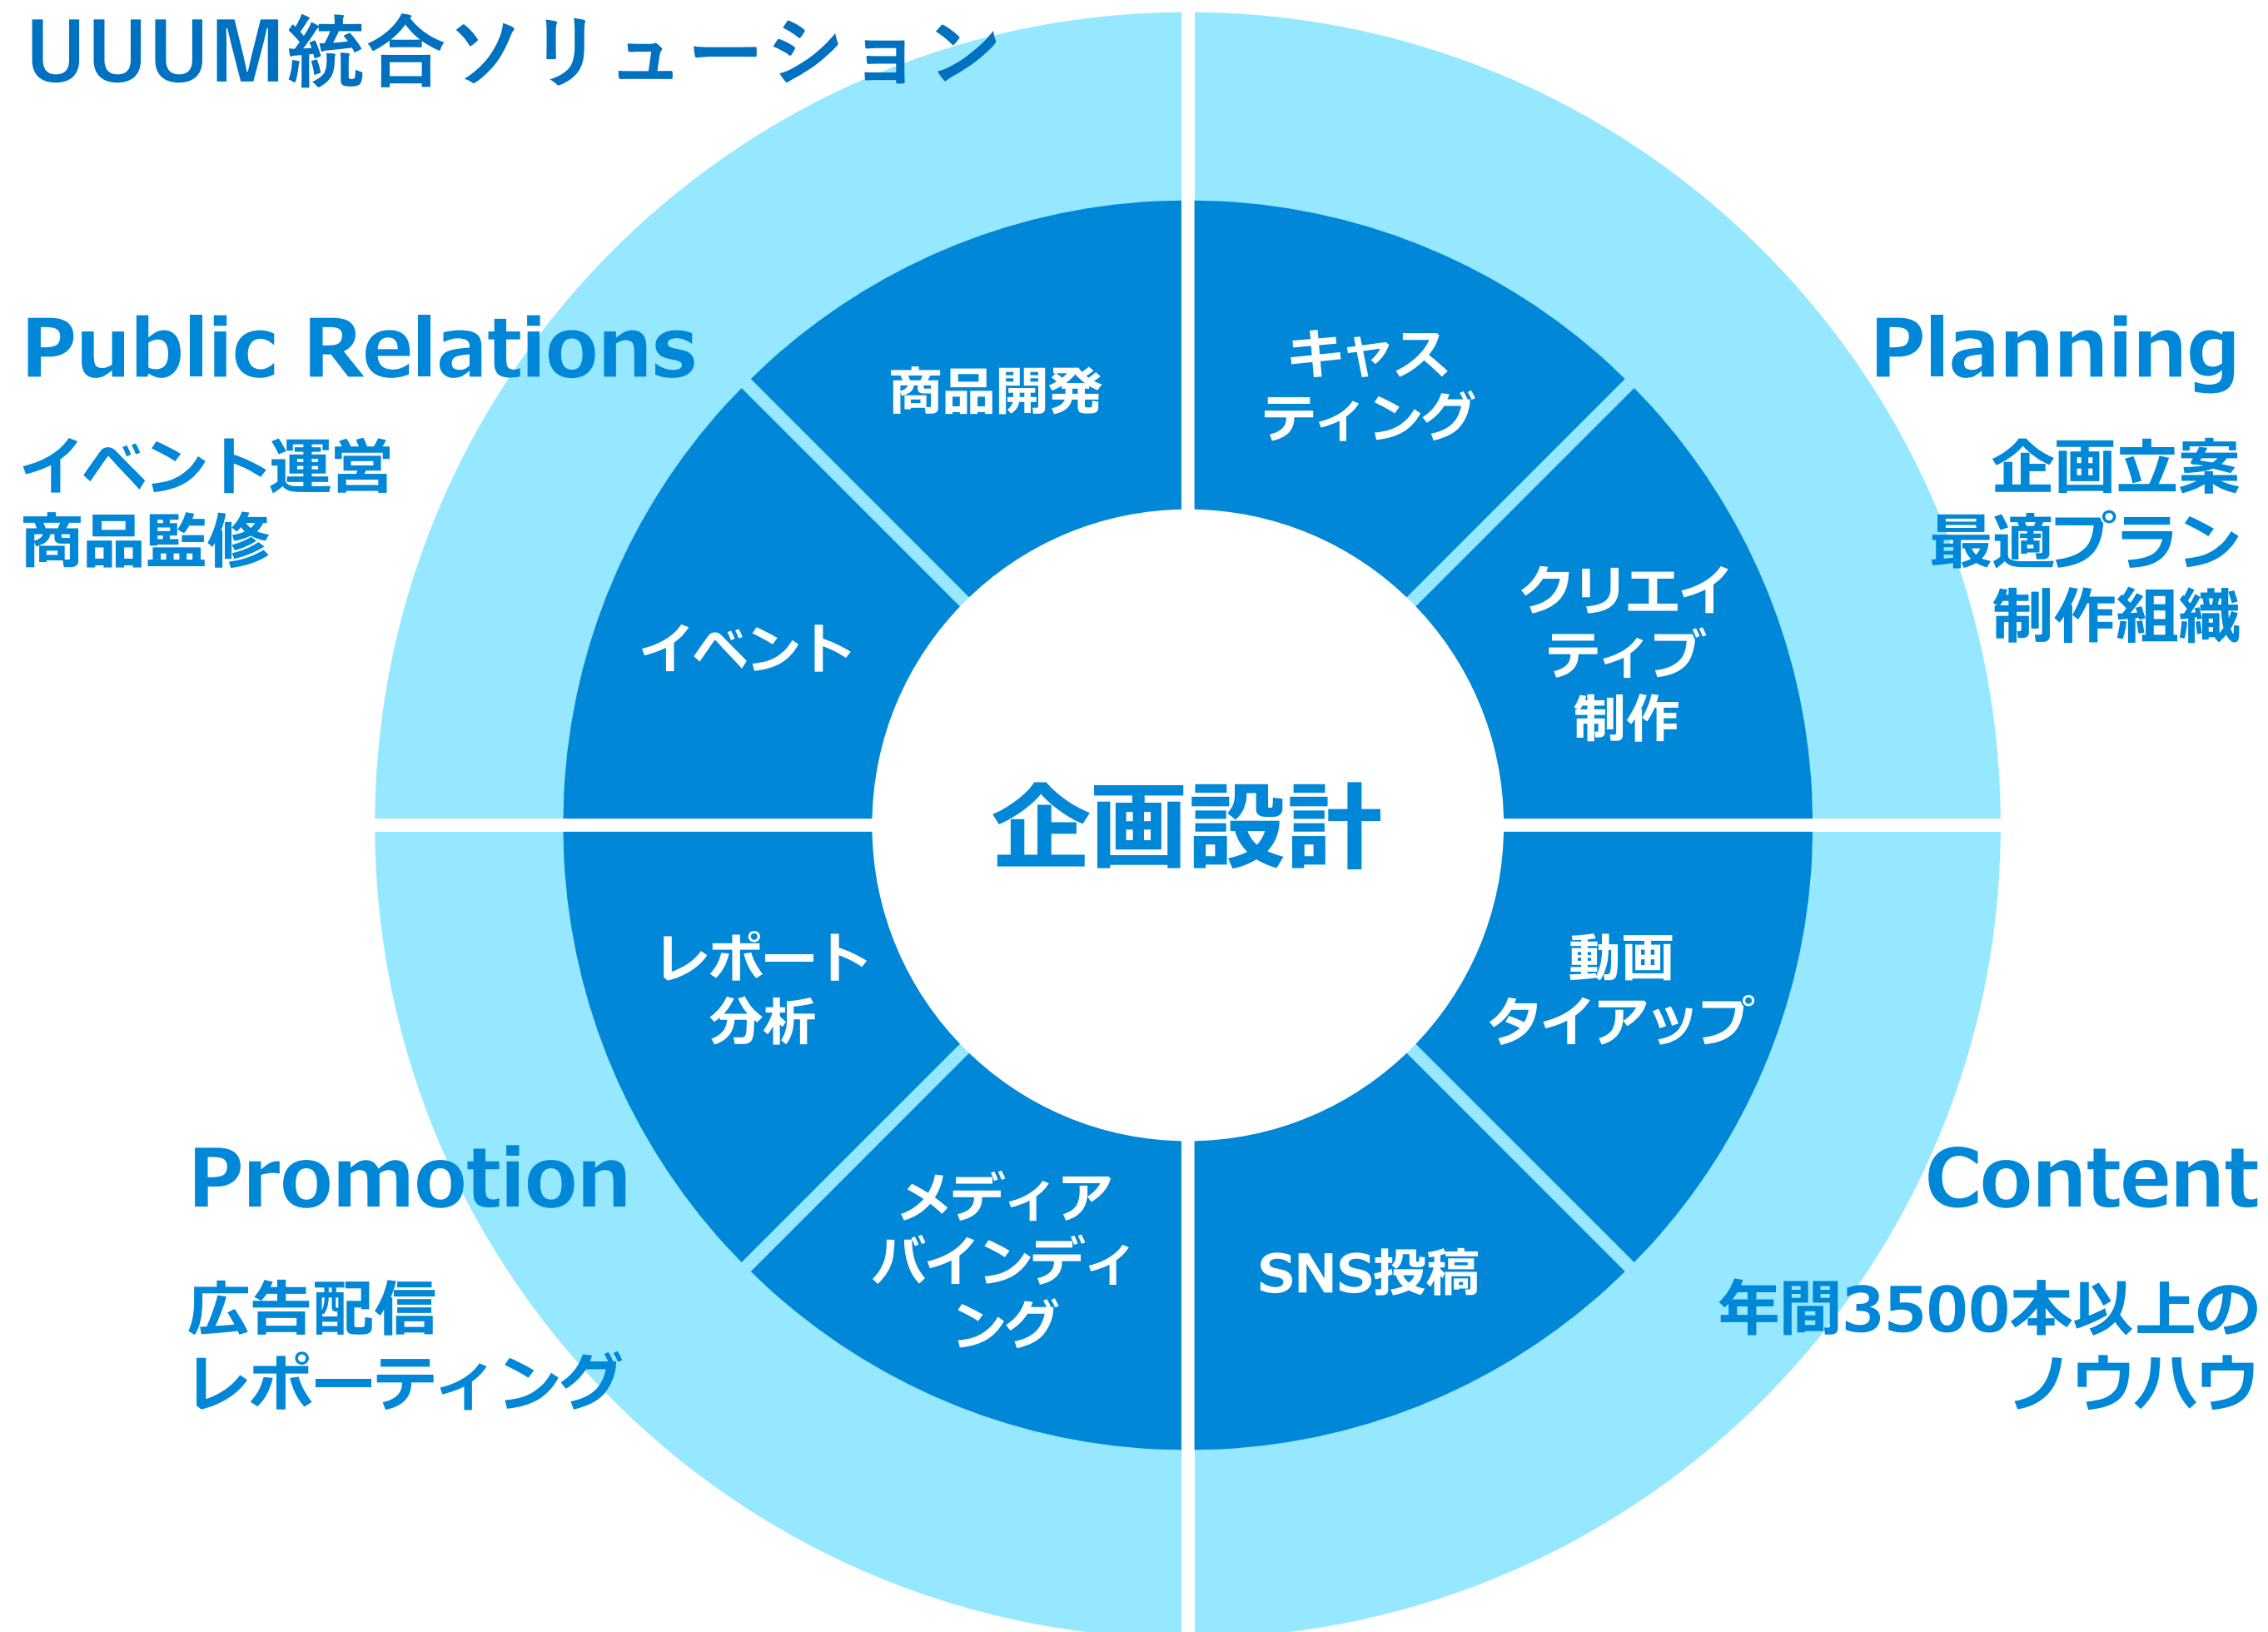 UUUM統合ソリューション
Public Relations
イベント運営
商品監修
Planning
企画立案
最適プラン
制作組織
商品開発
キャス
ティング
イベント
クリエイ
ティブ
制作
企画設計
レポート
分析
動画
タイアップ
メディア
バインディ
ング
SNS投稿
Promotion
広告配信
レポーティング
Content
年間3500本以上の
ノウハウ